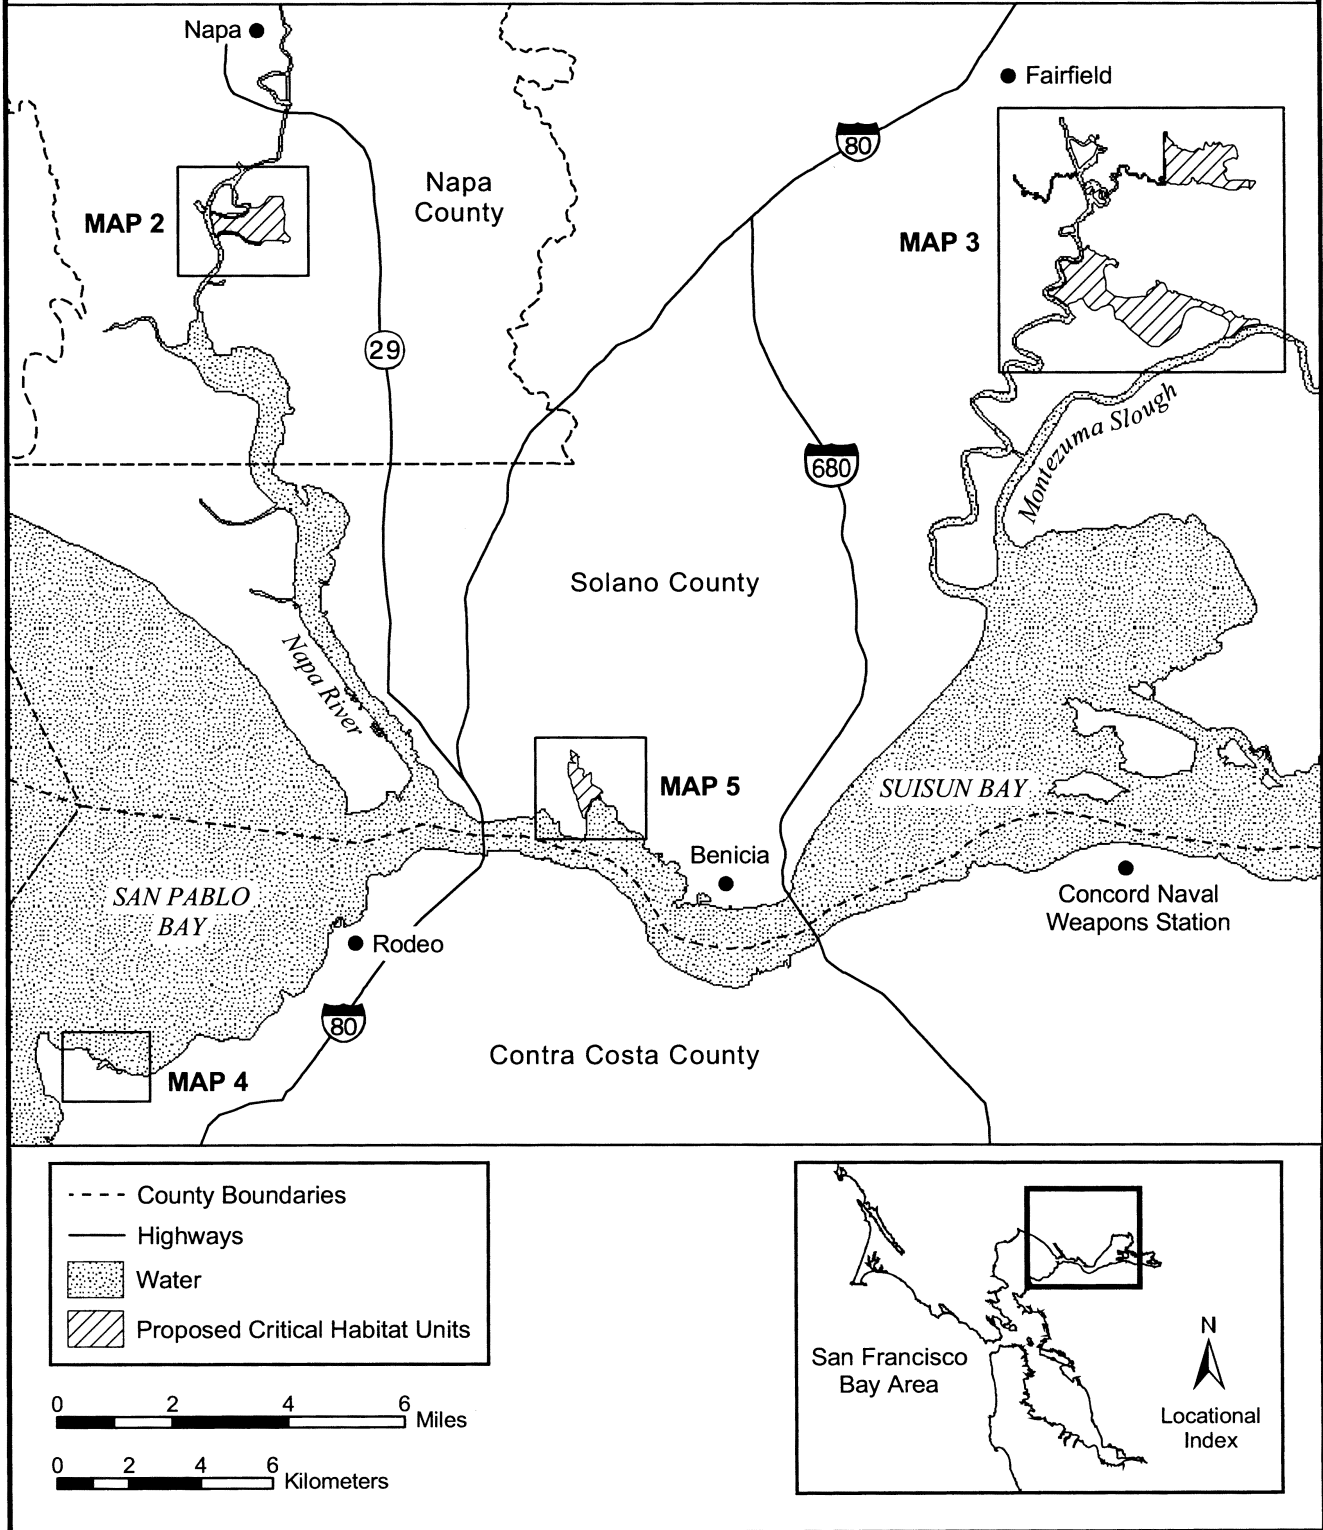 Napa
Fairfield
80
Napa
County
MAP 2
MAP 3
29
Montezuma Slough
680
Solano County
Napa River
MAP 5
SUISUN BAY
Benicia
SAN PABLO
BAY
Concord Naval
Weapons Station
Rodeo
80
Contra Costa County
MAP 4
County Boundaries
Highways
Water
Proposed Critical Habitat Units
0 2 4 6
Miles
0 2 4 6
Kilometers
San Francisco
Bay Area
N
Locational
Index